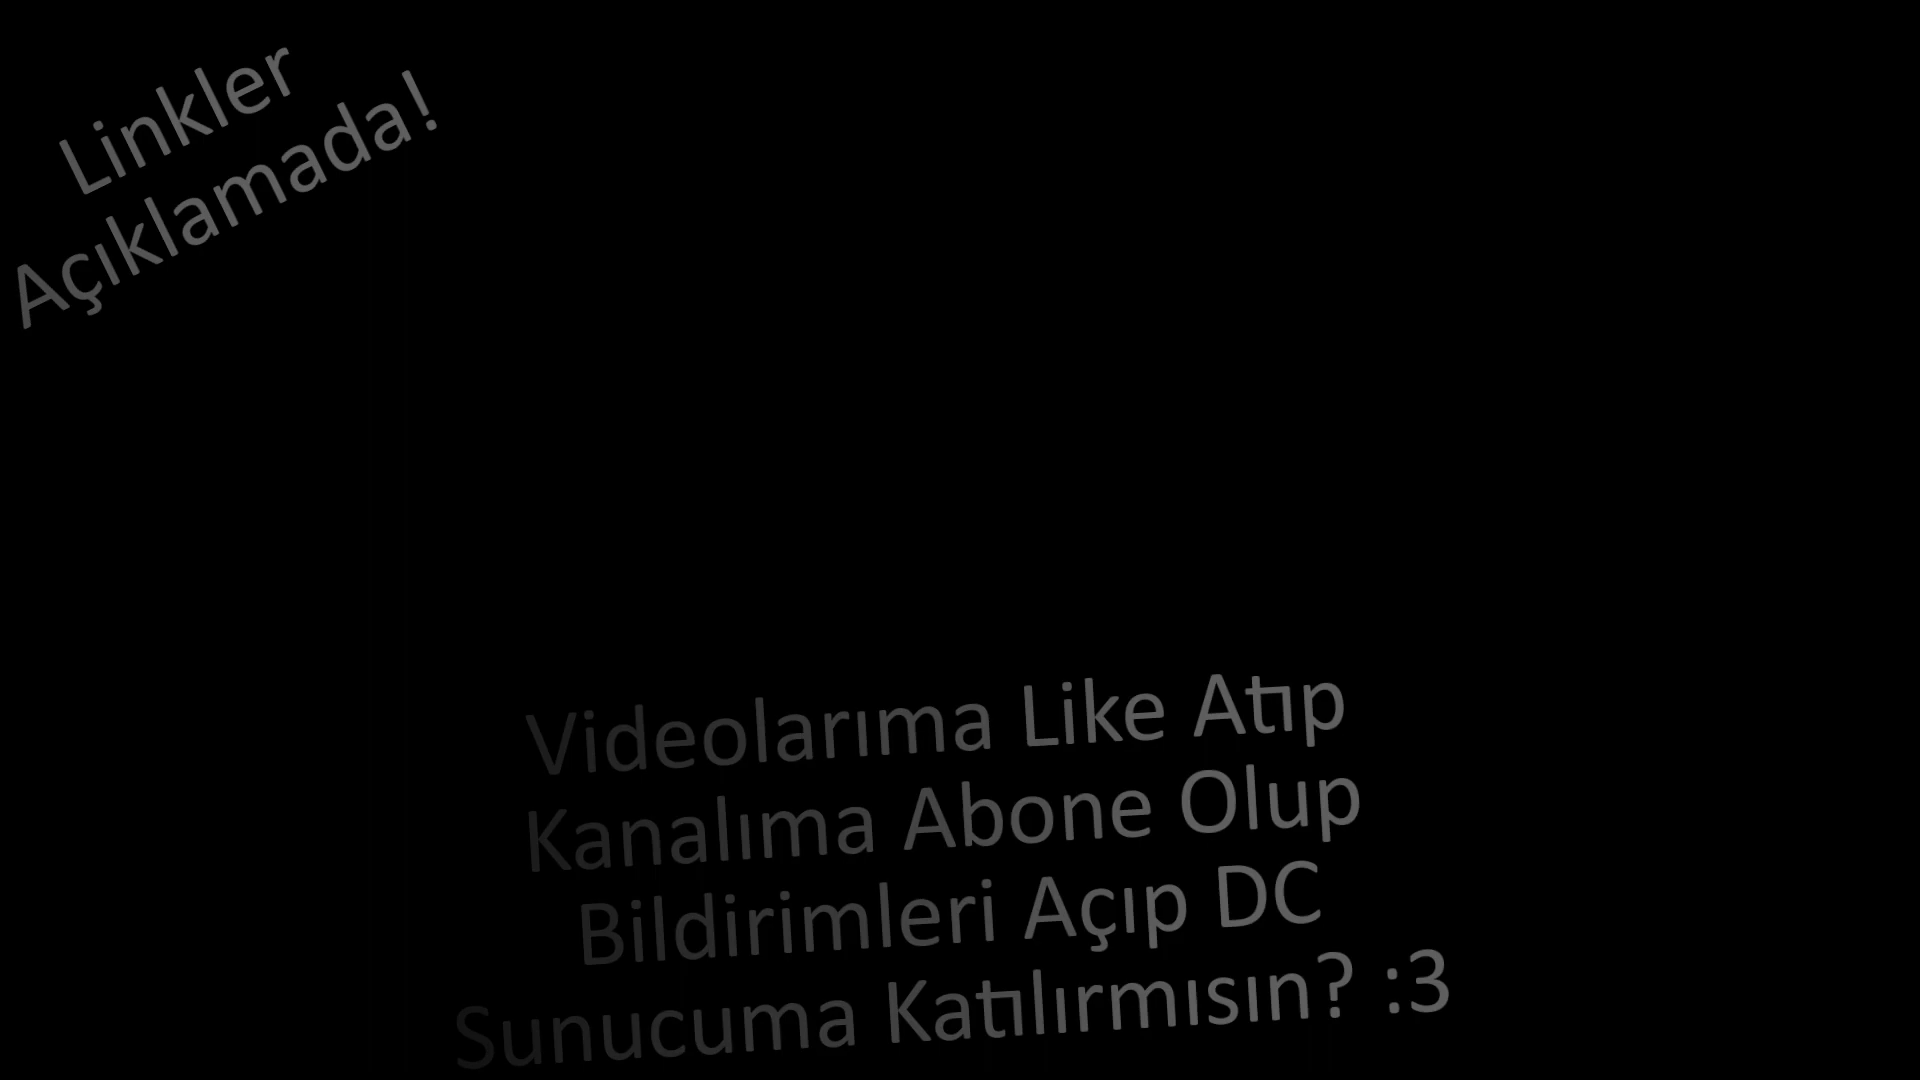 Linkler
Açıklamada!
Videolarıma Like Atıp
Kanalıma Abone Olup
Bildirimleri Açıp DC
Sunucuma Katılırmısın? :3